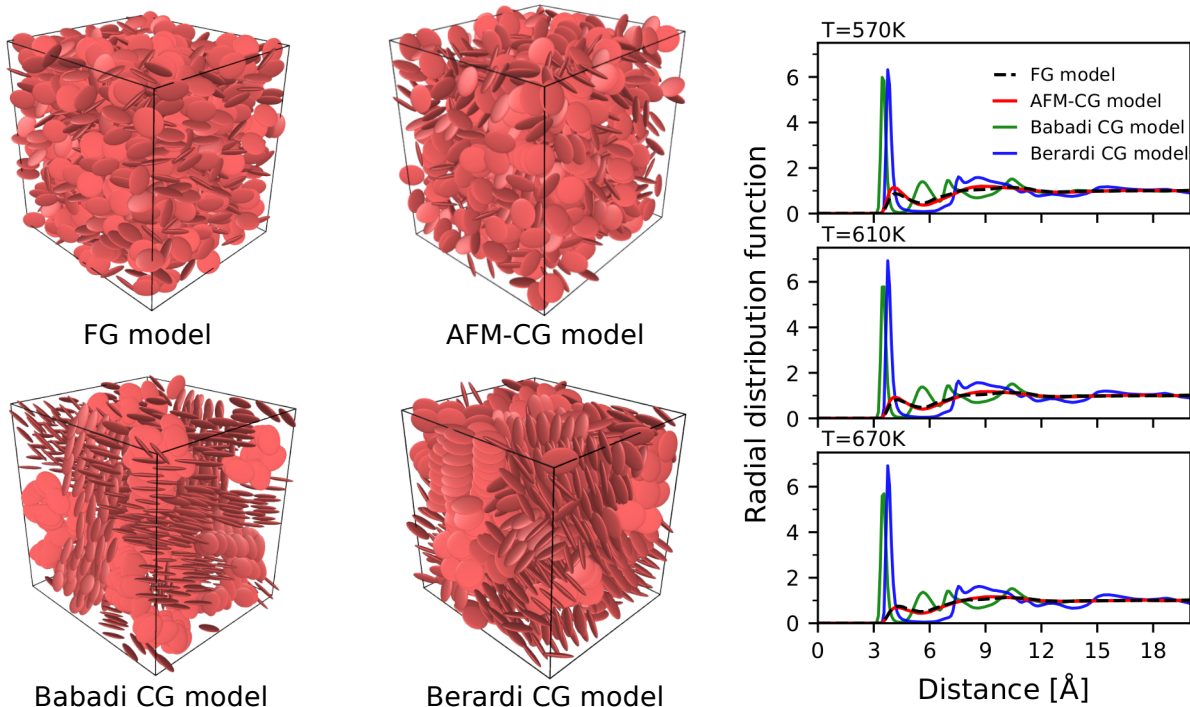 FG model
AFM-CG model
Babadi CG model
Berardi CG model
Radial distribution function
T=570K
6
4
2
0
FG model
AFM-CG model
Babadi CG model
Berardi CG model
T=610K
6
4
2
0
T=670K
6
4
2
0
0 3 6 9 12 15 18
Distance [Å]